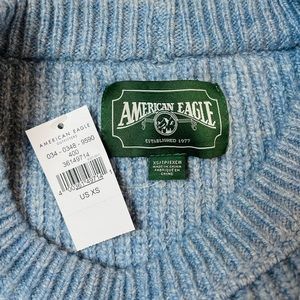 AMERICAN EAGLE
ESTABLISHED 1977
XS/TP/EXCH
MADE IN CHINA
FABRIQUÉ EN
CHINE
AMERICAN EAGLE
OUTFITTERS
034 - 0348 - 9590
400
36149714
US XS